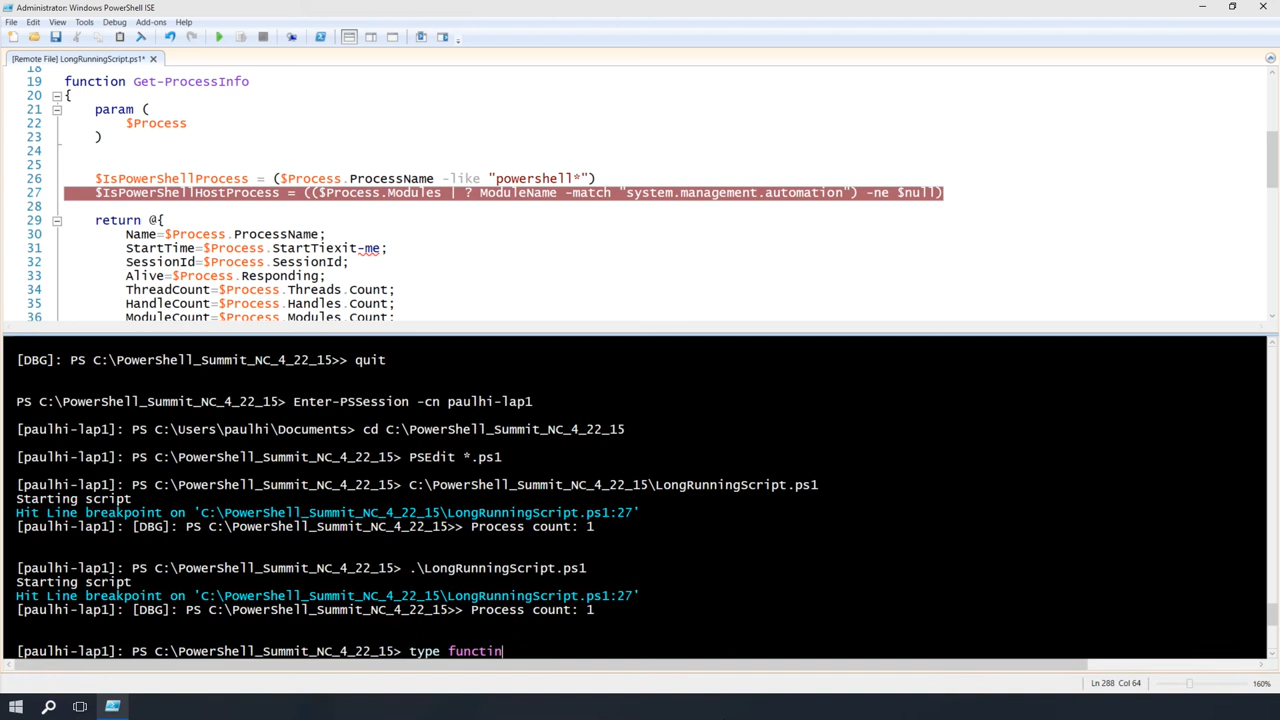 Administrator: Windows PowerShell ISE
File Edit View Tools Debug Add-ons Help
[Remote File] LongRunningScript.ps1*
18
19 function Get-ProcessInfo
20 {
21 param (
22 $Process
23 )
24
25
26 $IsPowerShellProcess = ($Process.ProcessName -like "powershell*")
27 $IsPowerShellHostProcess = (($Process.Modules | ? ModuleName -match "system.management.automation") -ne $null)
28
29 return @{
30 Name=$Process.ProcessName;
31 StartTime=$Process.StartTiexit-me;
32 SessionId=$Process.SessionId;
33 Alive=$Process.Responding;
34 ThreadCount=$Process.Threads.Count;
35 HandleCount=$Process.Handles.Count;
36 ModuleCount=$Process.Modules.Count;
[DBG]: PS C:\PowerShell_Summit_NC_4_22_15>> quit
PS C:\PowerShell_Summit_NC_4_22_15> Enter-PSSession -cn paulhi-lap1
[paulhi-lap1]: PS C:\Users\paulhi\Documents> cd C:\PowerShell_Summit_NC_4_22_15
[paulhi-lap1]: PS C:\PowerShell_Summit_NC_4_22_15> PSEdit *.ps1
[paulhi-lap1]: PS C:\PowerShell_Summit_NC_4_22_15> C:\PowerShell_Summit_NC_4_22_15\LongRunningScript.ps1
Starting script
Hit Line breakpoint on 'C:\PowerShell_Summit_NC_4_22_15\LongRunningScript.ps1:27'
[paulhi-lap1]: [DBG]: PS C:\PowerShell_Summit_NC_4_22_15>> Process count: 1
[paulhi-lap1]: PS C:\PowerShell_Summit_NC_4_22_15> .\LongRunningScript.ps1
Starting script
Hit Line breakpoint on 'C:\PowerShell_Summit_NC_4_22_15\LongRunningScript.ps1:27'
[paulhi-lap1]: [DBG]: PS C:\PowerShell_Summit_NC_4_22_15>> Process count: 1
[paulhi-lap1]: PS C:\PowerShell_Summit_NC_4_22_15> type functin
Ln 288 Col 64 160%